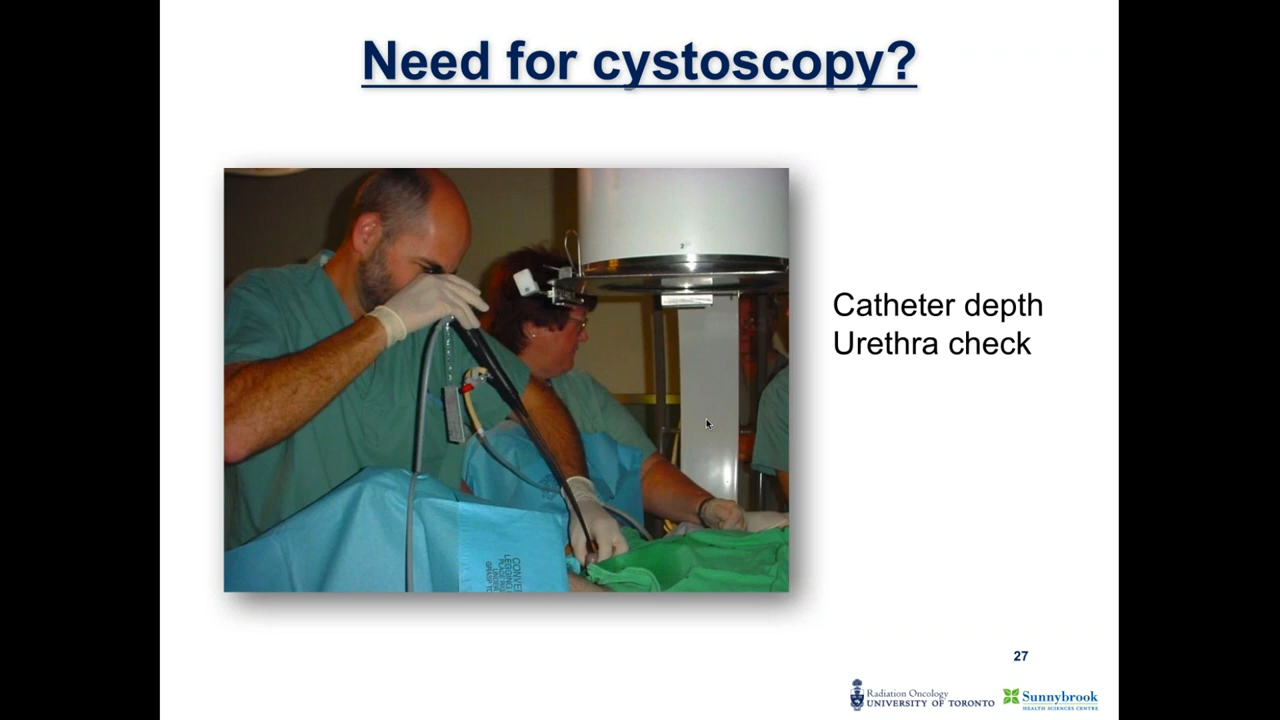 Need for cystoscopy?
Catheter depth
Urethra check
27
Radiation Oncology
UNIVERSITY OF TORONTO
Sunnybrook
HEALTH SCIENCES CENTRE